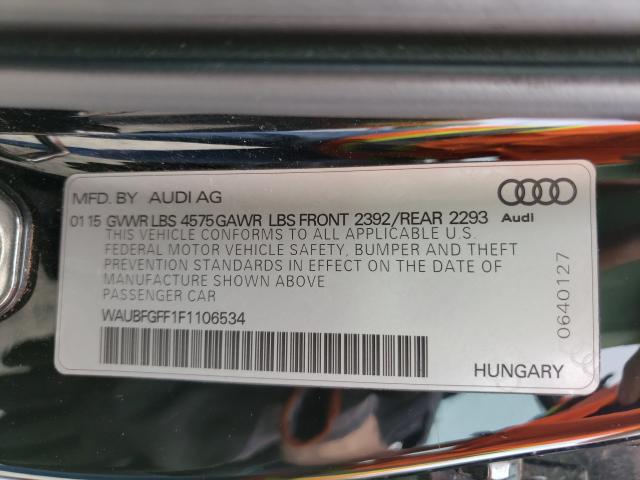 MFD. BY AUDI AG
01 15 GVWR LBS 4575 GAWR LBS FRONT 2392/REAR 2293
Audi
THIS VEHICLE CONFORMS TO ALL APPLICABLE U.S.
FEDERAL MOTOR VEHICLE SAFETY, BUMPER AND THEFT
PREVENTION STANDARDS IN EFFECT ON THE DATE OF
MANUFACTURE SHOWN ABOVE
PASSENGER CAR
WAUBFGFF1F1106534
0640127
HUNGARY